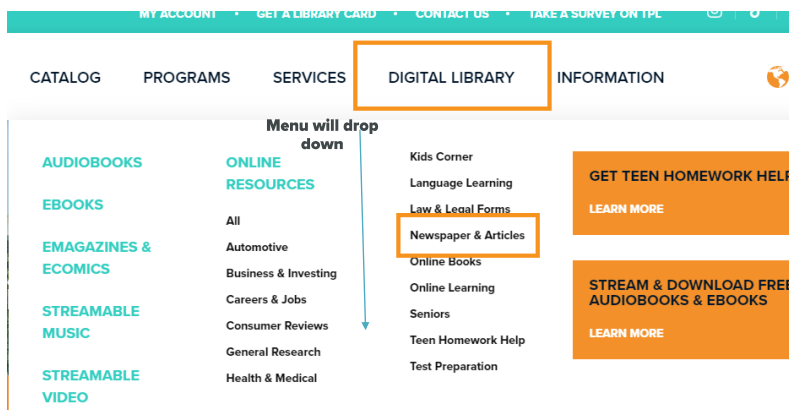 MY ACCOUNT • GET A LIBRARY CARD • CONTACT US • TAKE A SURVEY ON TPL
CATALOG PROGRAMS SERVICES DIGITAL LIBRARY INFORMATION
Menu will drop
down
AUDIOBOOKS
EBOOKS
EMAGAZINES &
ECOMICS
STREAMABLE
MUSIC
STREAMABLE
VIDEO
ONLINE
RESOURCES
All
Automotive
Business & Investing
Careers & Jobs
Consumer Reviews
General Research
Health & Medical
Kids Corner
Language Learning
Law & Legal Forms
Newspaper & Articles
Online Books
Online Learning
Seniors
Teen Homework Help
Test Preparation
GET TEEN HOMEWORK HELP
LEARN MORE
STREAM & DOWNLOAD FREE
AUDIOBOOKS & EBOOKS
LEARN MORE